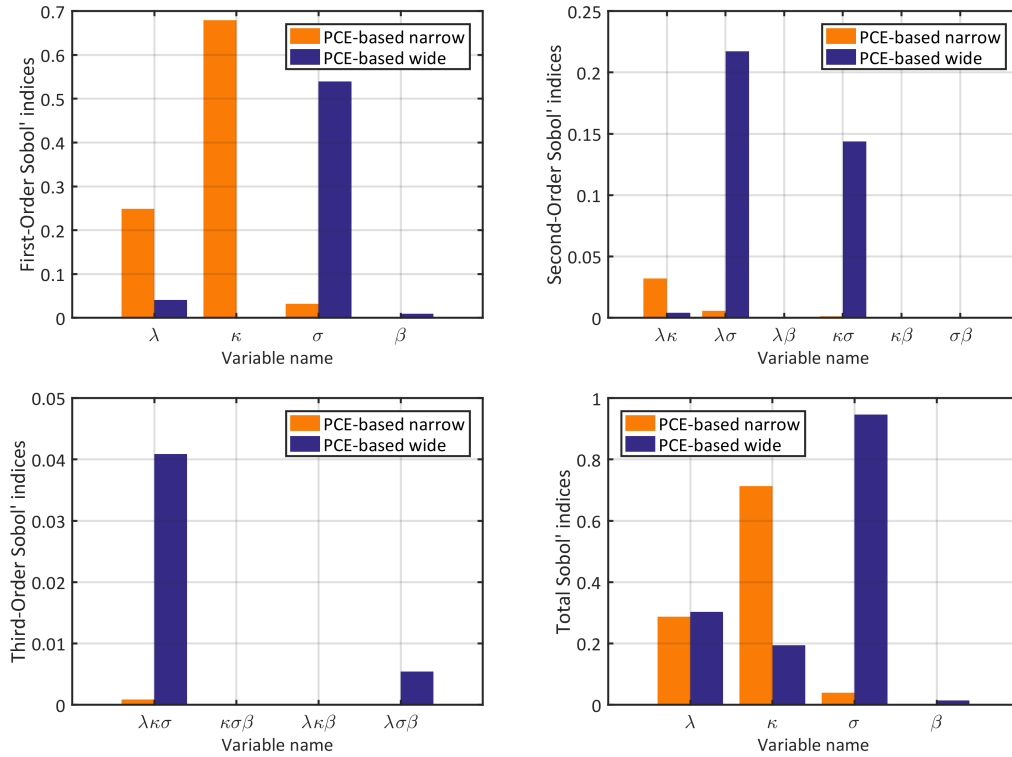 First-Order Sobol' indices
0.7
0.6
0.5
0.4
0.3
0.2
0.1
0
PCE-based narrow
PCE-based wide
λ κ σ β
Variable name
Second-Order Sobol' indices
0.25
0.2
0.15
0.1
0.05
0
PCE-based narrow
PCE-based wide
λκ λσ λβ κσ κβ σβ
Variable name
Third-Order Sobol' indices
0.05
0.04
0.03
0.02
0.01
0
PCE-based narrow
PCE-based wide
λκσ κσβ λκβ λσβ
Variable name
Total Sobol' indices
1
0.8
0.6
0.4
0.2
0
PCE-based narrow
PCE-based wide
λ κ σ β
Variable name